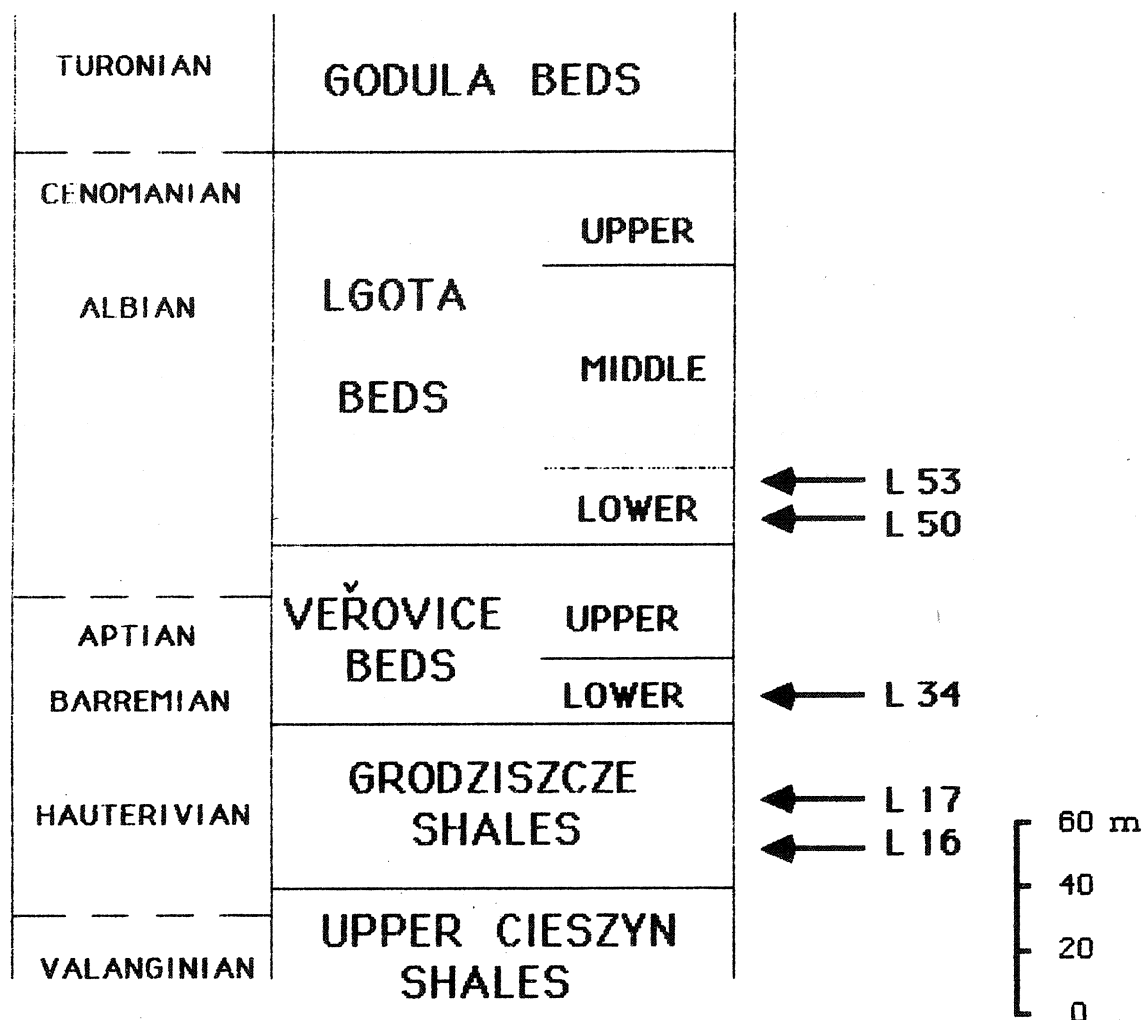 TURONIAN
GODULA BEDS
CENOMANIAN
UPPER
ALBIAN
LGOTA
BEDS
MIDDLE
LOWER
L 53
L 50
APTIAN
VEŘOVICE
BEDS
UPPER
BARREMIAN
LOWER
L 34
HAUTERIVIAN
GRODZISZCZE
SHALES
L 17
L 16
VALANGINIAN
UPPER CIESZYN
SHALES
60 m
40
20
0